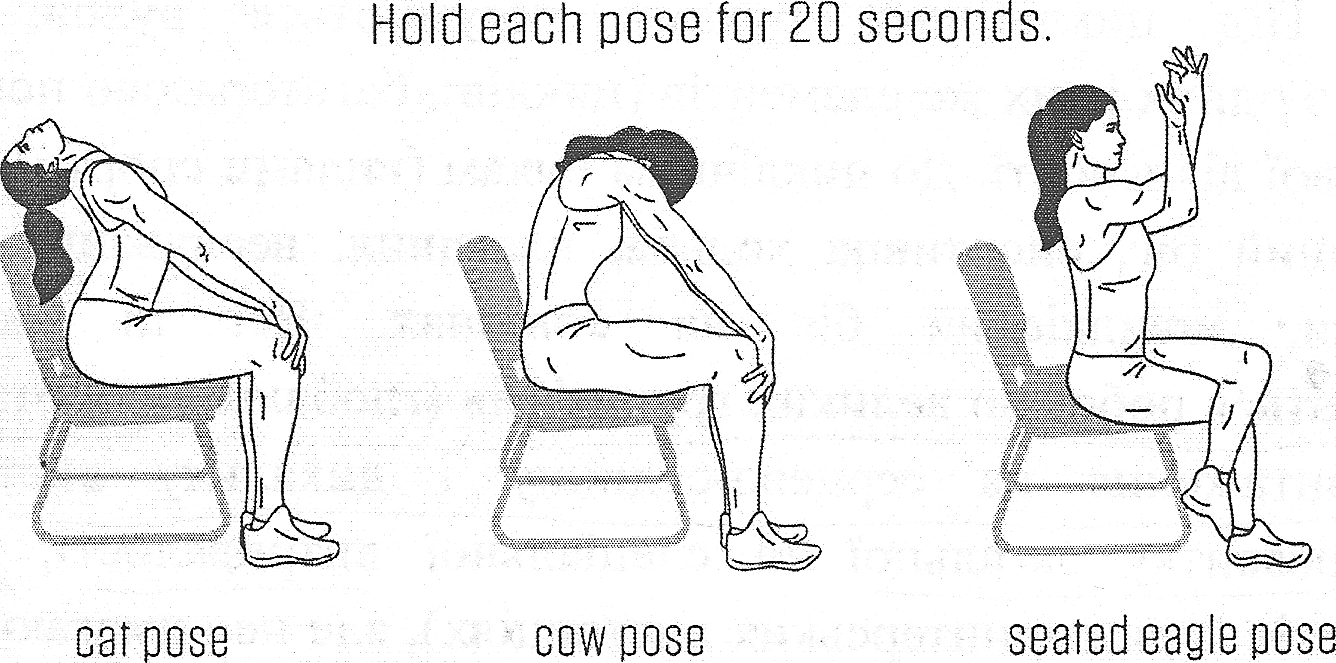 Hold each pose for 20 seconds.
cat pose
cow pose
seated eagle pose